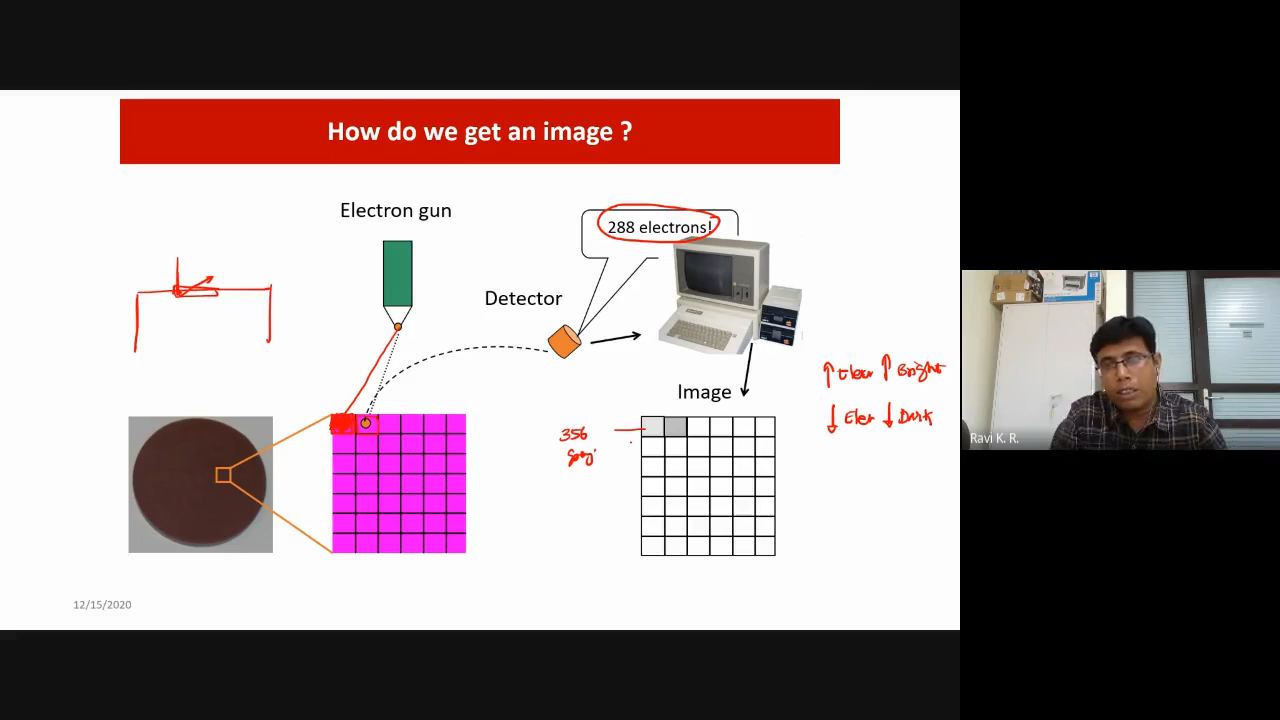 How do we get an image ?
Electron gun
288 electrons!
Detector
Image
↑ Elec ↑ Bright
↓ Elec ↓ Dark
356
12/15/2020
Ravi K. R.